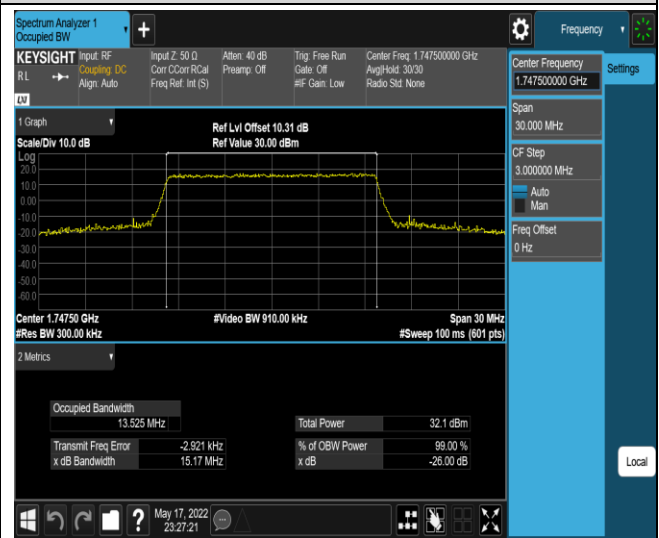 Spectrum Analyzer 1
Occupied BW
+
Frequency
KEYSIGHT
Input: RF
Coupling: DC
Align: Auto
RL
LXI
Input Z: 50 Ω
Corr CCorr RCal
Freq Ref: Int (S)
Atten: 40 dB
Preamp: Off
Trig: Free Run
Gate: Off
#IF Gain: Low
Center Freq: 1.747500000 GHz
Avg|Hold: 30/30
Radio Std: None
Center Frequency
1.747500000 GHz
Settings
Span
30.000 MHz
CF Step
3.000000 MHz
Auto
Man
Freq Offset
0 Hz
1 Graph
Scale/Div 10.0 dB
Ref Lvl Offset 10.31 dB
Ref Value 30.00 dBm
Log
20.0
10.0
0.00
-10.0
-20.0
-30.0
-40.0
-50.0
-60.0
Center 1.74750 GHz
#Res BW 300.00 kHz
#Video BW 910.00 kHz
Span 30 MHz
#Sweep 100 ms (601 pts)
2 Metrics
Occupied Bandwidth
13.525 MHz
Total Power 32.1 dBm
Transmit Freq Error -2.921 kHz
% of OBW Power 99.00 %
x dB Bandwidth 15.17 MHz
x dB -26.00 dB
Local
?
May 17, 2022
23:27:21